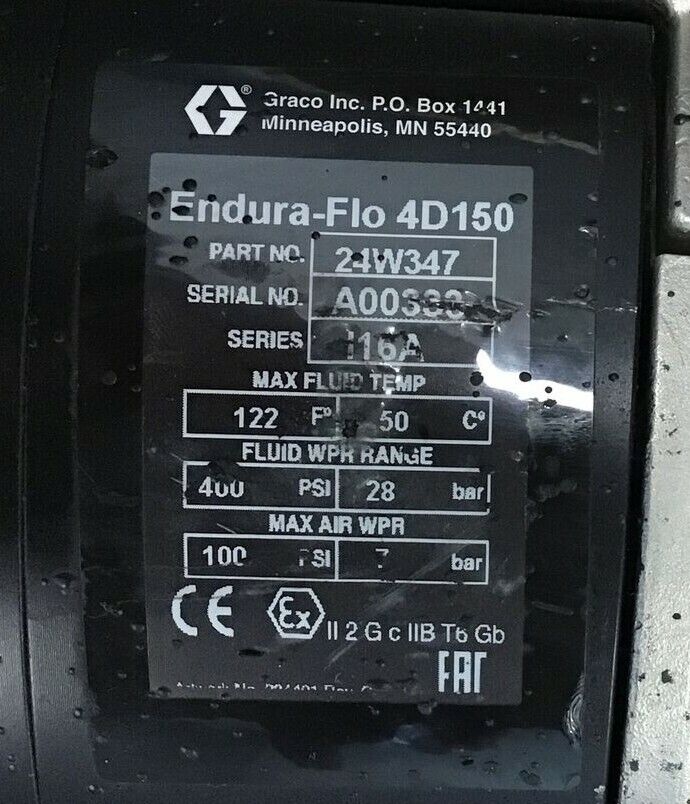 Graco Inc. P.O. Box 1441
Minneapolis, MN 55440
Endura-Flo 4D150
PART NO. 24W347
SERIAL NO.
SERIES I16A
MAX FLUID TEMP
122 F° 50 C°
FLUID WPR RANGE
400 PSI 28 bar
MAX AIR WPR
100 PSI 7 bar
CE Ex II 2 G c IIB T6 Gb
EAC